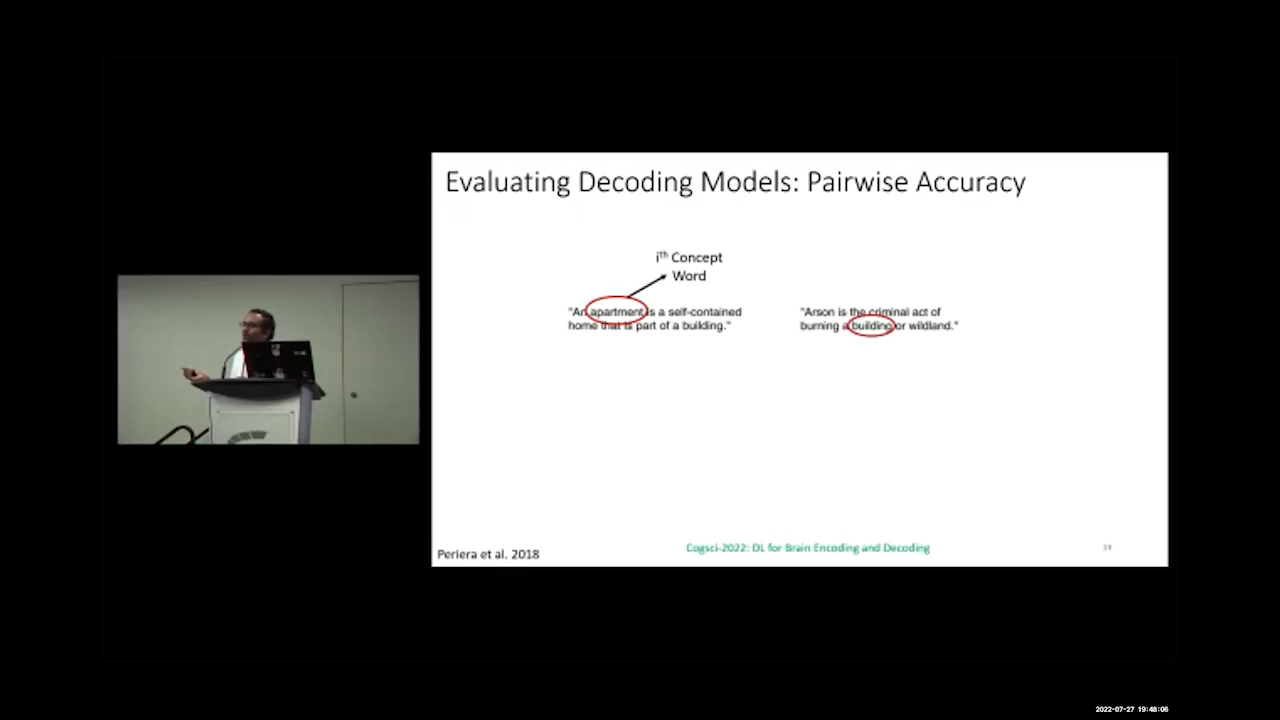 Evaluating Decoding Models: Pairwise Accuracy
ith Concept
Word
"An apartment is a self-contained
home that is part of a building."
"Arson is the criminal act of
burning a building or wildland."
Periera et al. 2018
Cogsci-2022: DL for Brain Encoding and Decoding
39
2022-07-27 19:48:06